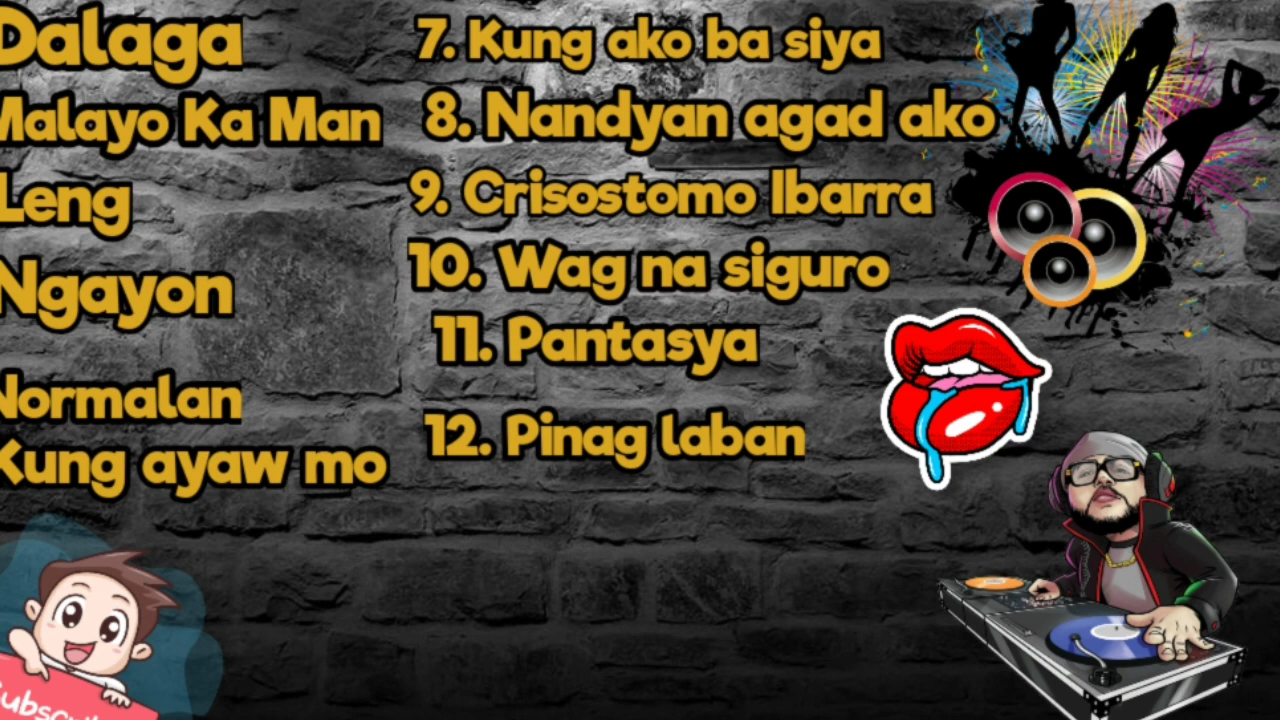 Dalaga
Malayo Ka Man
Leng
Ngayon
Normalan
Kung ayaw mo
7. Kung ako ba siya
8. Nandyan agad ako
9. Crisostomo Ibarra
10. Wag na siguro
11. Pantasya
12. Pinag laban